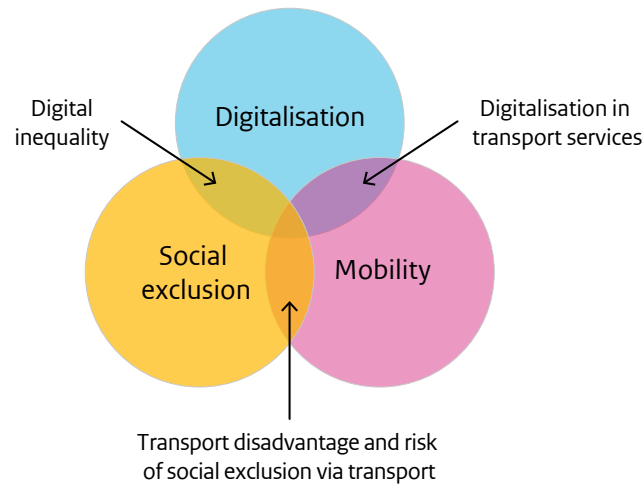 Digital
inequality
Digitalisation
Digitalisation in
transport services
Social
exclusion
Mobility
Transport disadvantage and risk
of social exclusion via transport